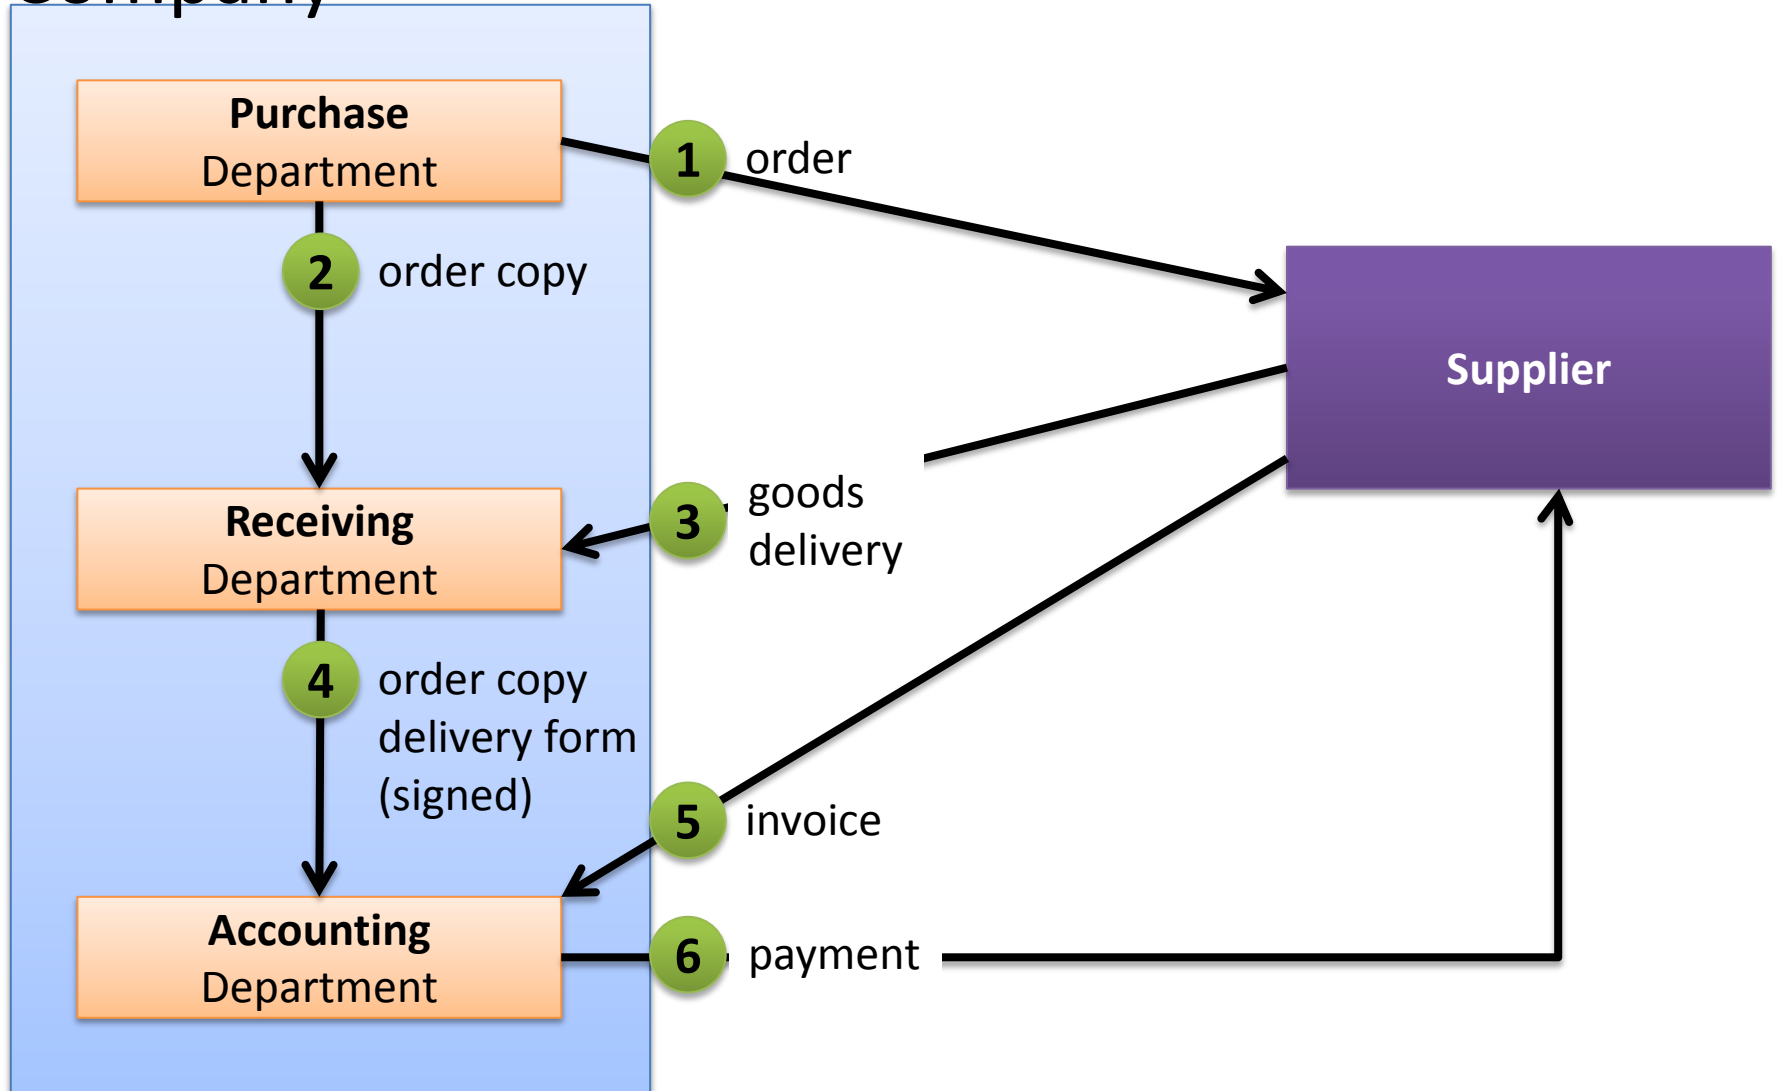 Company
Purchase
Department
1 order
2 order copy
Supplier
3 goods
delivery
Receiving
Department
4 order copy
delivery form
(signed)
5 invoice
Accounting
Department
6 payment